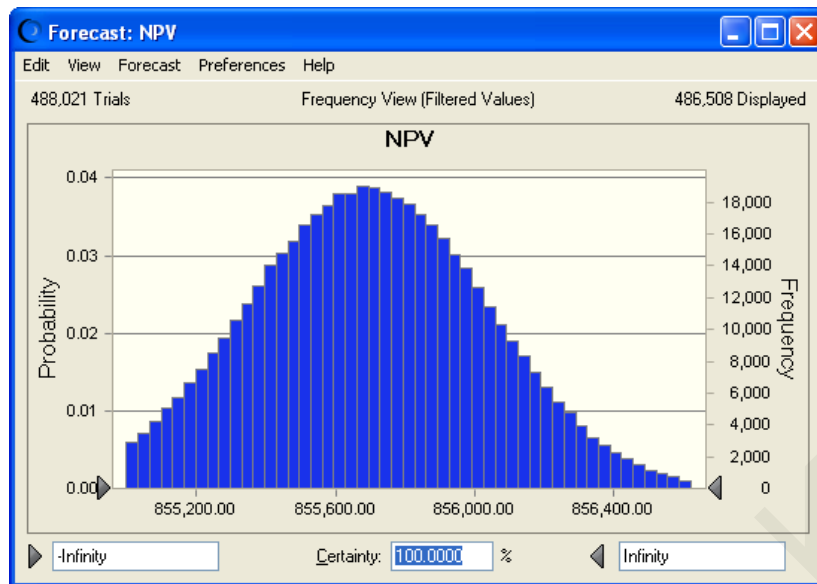 Forecast: NPV
Edit View Forecast Preferences Help
488,021 Trials Frequency View (Filtered Values) 486,508 Displayed
NPV
Probability
0.04
0.03
0.02
0.01
0.00
18,000
16,000
14,000
12,000
10,000
8,000
6,000
4,000
2,000
0
Frequency
855,200.00 855,600.00 856,000.00 856,400.00
-Infinity Certainty: 100.0000 % Infinity